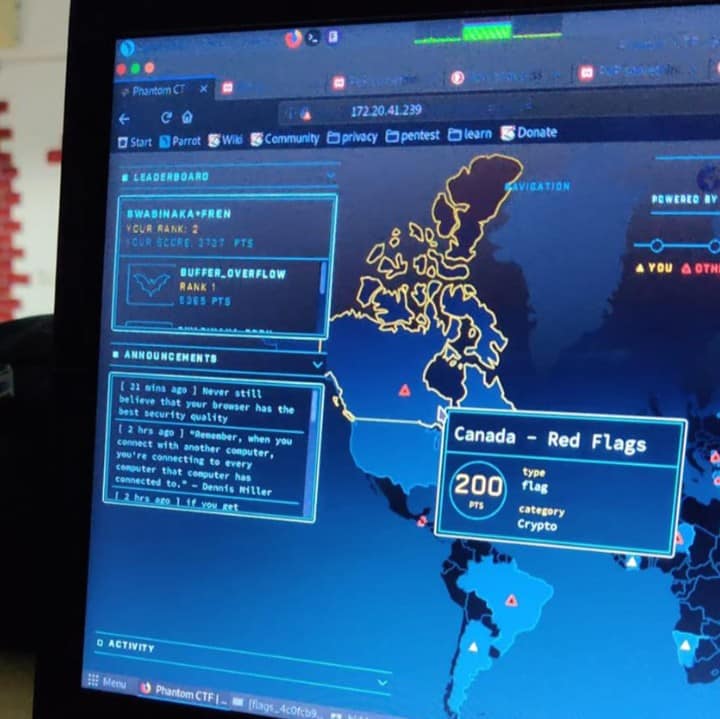 Phantom CT
172.20.41.239
Start Parrot Wiki Community privacy pentest learn Donate
LEADERBOARD
NAVIGATION
POWERED BY
BWABINAKA+FREN
YOUR RANK: 2
YOUR SCORE: 3737 PTS
BUFFER_OVERFLOW
RANK 1
5365 PTS
YOU OTH
ANNOUNCEMENTS
[ 21 mins ago ] Never still
believe that your browser has the
best security quality
[ 2 hrs ago ] "Remember, when you
connect with another computer,
you're connecting to every
computer that computer has
connected to." - Dennis Miller
[ 2 hrs ago ] if you get
Canada - Red Flags
200
PTS
type
flag
category
Crypto
ACTIVITY
Menu Phantom CTF | ... [flags_4c0fcb9...